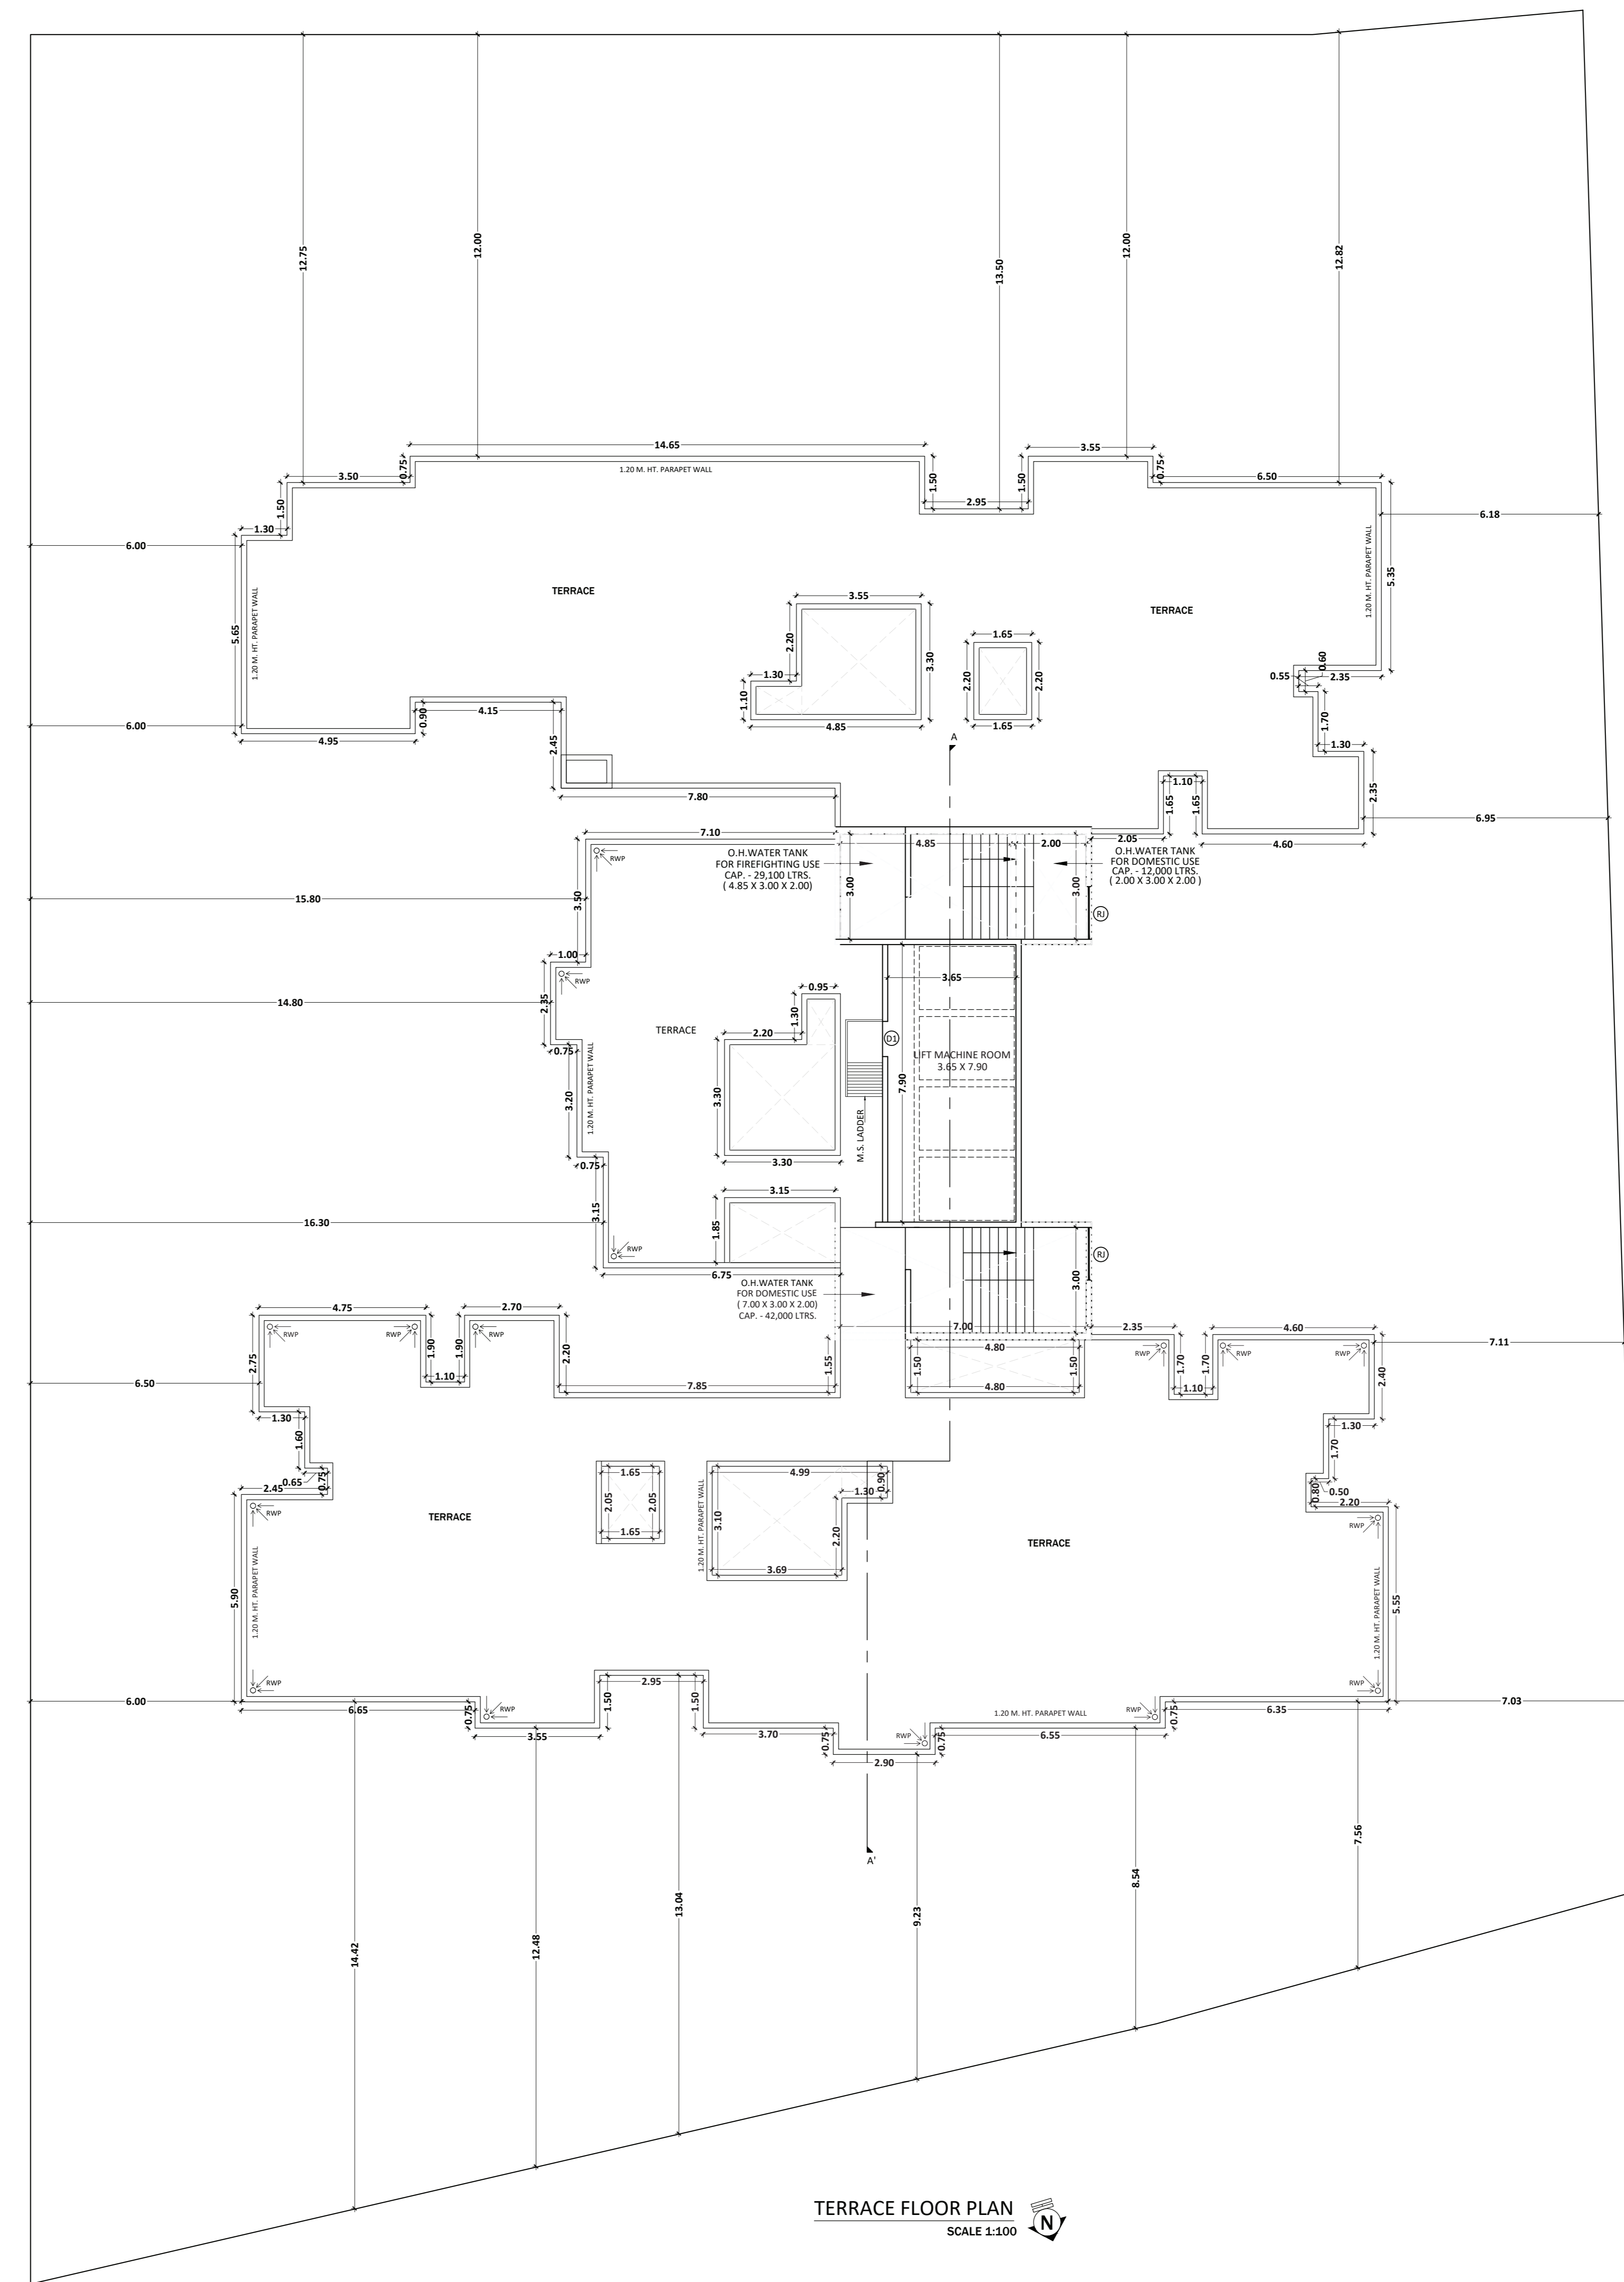 12.75
12.00
13.50
12.00
12.82
14.65
3.55
1.20 M. HT. PARAPET WALL
3.50
0.75
1.50
1.50
0.75
6.50
2.95
1.50
1.30
6.00
6.18
TERRACE
TERRACE
1.20 M. HT. PARAPET WALL
1.20 M. HT. PARAPET WALL
5.35
5.65
3.55
2.20
3.30
1.30
1.10
4.85
1.65
2.20
2.20
1.65
0.60
0.55
2.35
1.70
1.30
2.35
6.00
4.95
0.90
4.15
2.45
7.80
A
1.10
1.65
1.65
6.95
2.05
4.60
7.10
4.85
2.00
O.H.WATER TANK
FOR FIREFIGHTING USE
CAP. - 29,100 LTRS.
( 4.85 X 3.00 X 2.00)
O.H.WATER TANK
FOR DOMESTIC USE
CAP. - 12,000 LTRS.
( 2.00 X 3.00 X 2.00 )
3.00
3.00
RWP
3.50
15.80
RJ
1.00
RWP
2.35
14.80
0.75
3.65
0.95
1.30
2.20
TERRACE
D1
LIFT MACHINE ROOM
3.65 X 7.90
7.90
3.30
3.30
M.S. LADDER
3.20
1.20 M. HT. PARAPET WALL
0.75
3.15
16.30
3.15
1.85
RWP
6.75
RJ
3.00
O.H.WATER TANK
FOR DOMESTIC USE
( 7.00 X 3.00 X 2.00)
CAP. - 42,000 LTRS.
4.75
2.70
RWP
RWP
RWP
2.75
1.90
1.90
1.10
2.20
7.85
1.55
7.00
2.35
4.60
4.80
1.50
1.50
4.80
RWP
RWP
RWP
1.70
1.70
1.10
7.11
2.40
6.50
1.30
1.60
0.65
0.75
2.45
1.30
1.70
0.50
0.80
2.20
RWP
RWP
TERRACE
1.65
2.05
2.05
1.65
1.20 M. HT. PARAPET WALL
4.99
0.90
1.30
3.10
2.20
3.69
TERRACE
5.90
1.20 M. HT. PARAPET WALL
1.20 M. HT. PARAPET WALL
5.55
RWP
RWP
6.00
6.65
0.75
RWP
3.55
2.95
1.50
1.50
3.70
0.75
RWP
2.90
0.75
1.20 M. HT. PARAPET WALL
6.55
RWP
0.75
6.35
7.03
7.56
A'
8.54
13.04
9.23
12.48
14.42
TERRACE FLOOR PLAN
SCALE 1:100
N